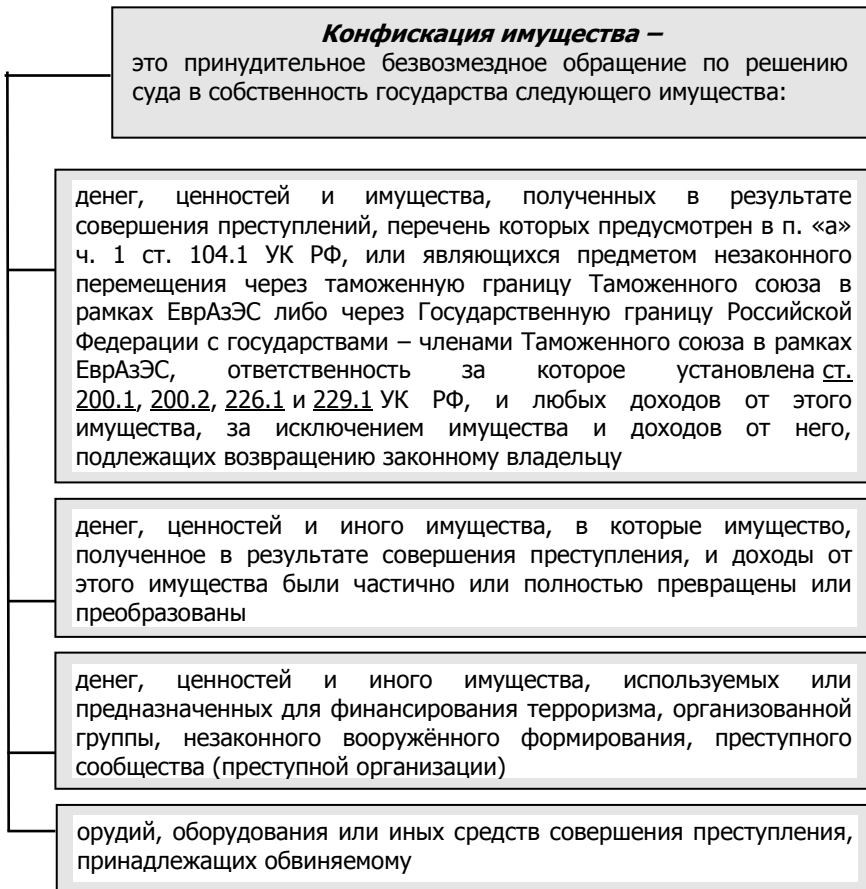 Конфискация имущества –
это принудительное безвозмездное обращение по решению
суда в собственность государства следующего имущества:
денег, ценностей и имущества, полученных в результате
совершения преступлений, перечень которых предусмотрен в п. «а»
ч. 1 ст. 104.1 УК РФ, или являющихся предметом незаконного
перемещения через таможенную границу Таможенного союза в
рамках ЕврАзЭС либо через Государственную границу Российской
Федерации с государствами – членами Таможенного союза в рамках
ЕврАзЭС, ответственность за которое установлена ст.
200.1, 200.2, 226.1 и 229.1 УК РФ, и любых доходов от этого
имущества, за исключением имущества и доходов от него,
подлежащих возвращению законному владельцу
денег, ценностей и иного имущества, в которые имущество,
полученное в результате совершения преступления, и доходы от
этого имущества были частично или полностью превращены или
преобразованы
денег, ценностей и иного имущества, используемых или
предназначенных для финансирования терроризма, организованной
группы, незаконного вооружённого формирования, преступного
сообщества (преступной организации)
орудий, оборудования или иных средств совершения преступления,
принадлежащих обвиняемому